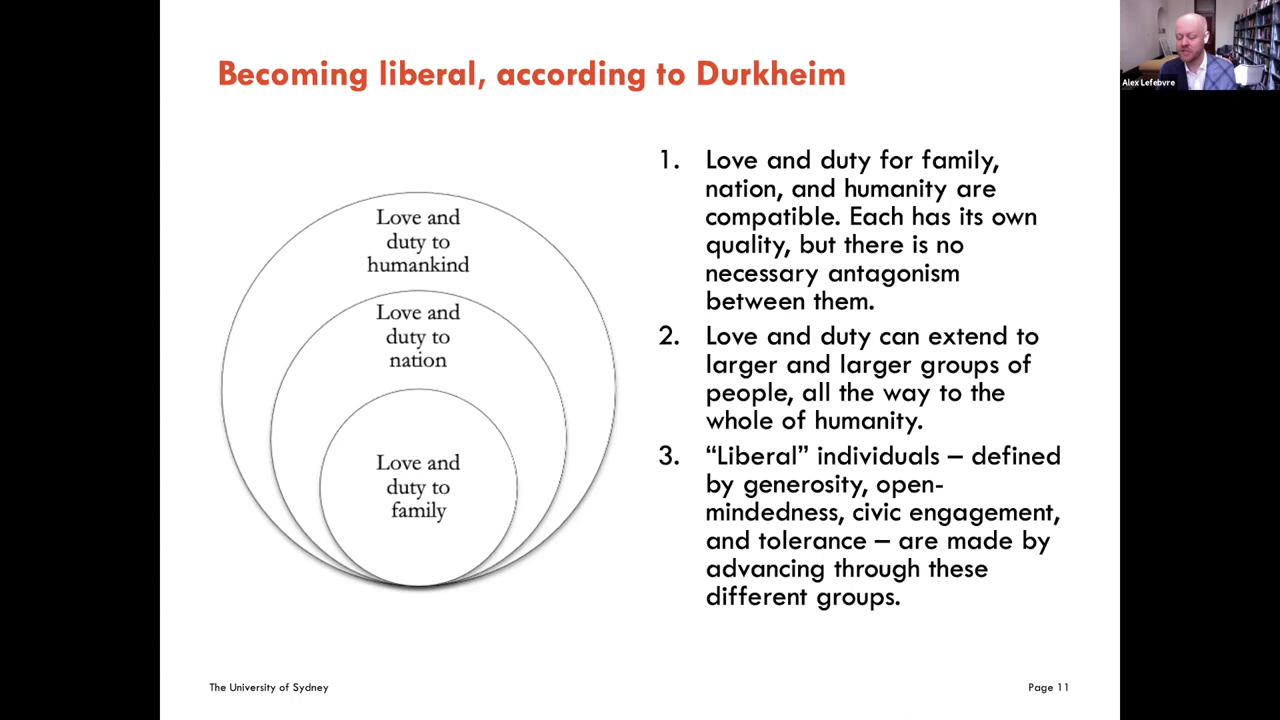 Becoming liberal, according to Durkheim
Alex Lefebvre
Love and
duty to
humankind
Love and
duty to
nation
Love and
duty to
family
1. Love and duty for family,
nation, and humanity are
compatible. Each has its own
quality, but there is no
necessary antagonism
between them.
2. Love and duty can extend to
larger and larger groups of
people, all the way to the
whole of humanity.
3. “Liberal” individuals – defined
by generosity, open-
mindedness, civic engagement,
and tolerance – are made by
advancing through these
different groups.
The University of Sydney
Page 11